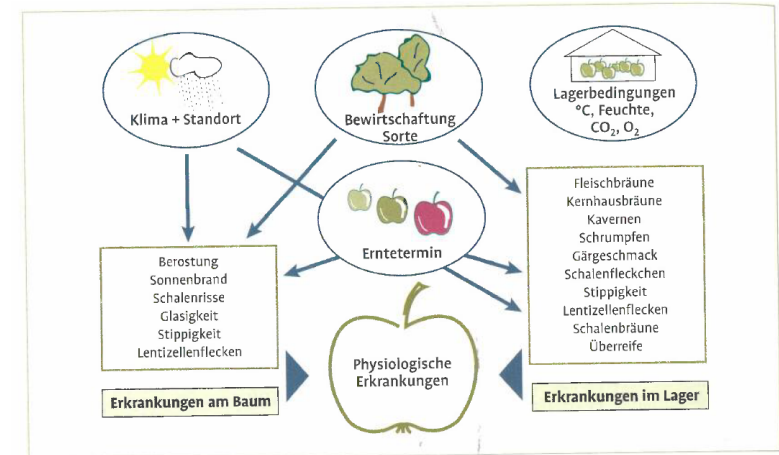 Klima + Standort
Bewirtschaftung
Sorte
Lagerbedingungen
°C, Feuchte,
CO₂, O₂
Erntetermin
Berostung
Sonnenbrand
Schalenrisse
Glasigkeit
Stippigkeit
Lentizellenflecken
Erkrankungen am Baum
Physiologische
Erkrankungen
Fleischbräune
Kernhausbräune
Kavernen
Schrumpfen
Gärgeschmack
Schalenfleckchen
Stippigkeit
Lentizellenflecken
Schalenbräune
Überreife
Erkrankungen im Lager